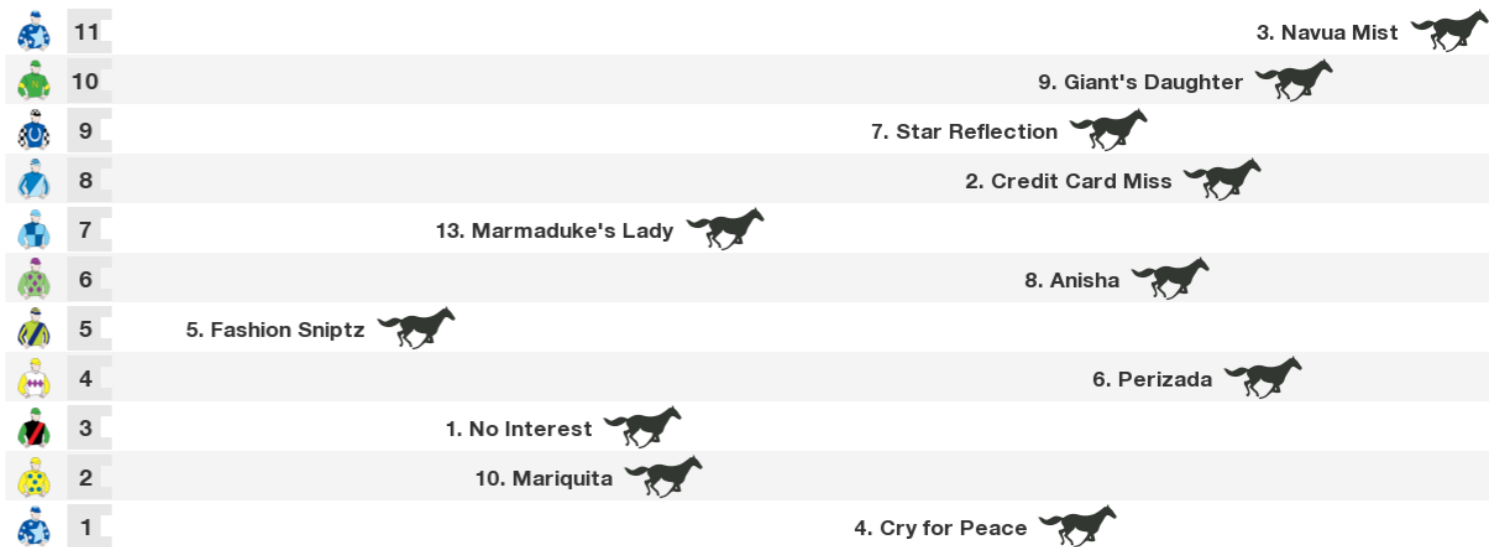 11 3. Navua Mist
10 9. Giant's Daughter
9 7. Star Reflection
8 2. Credit Card Miss
7 13. Marmaduke's Lady
6 8. Anisha
5 5. Fashion Sniptz
4 6. Perizada
3 1. No Interest
2 10. Mariquita
1 4. Cry for Peace